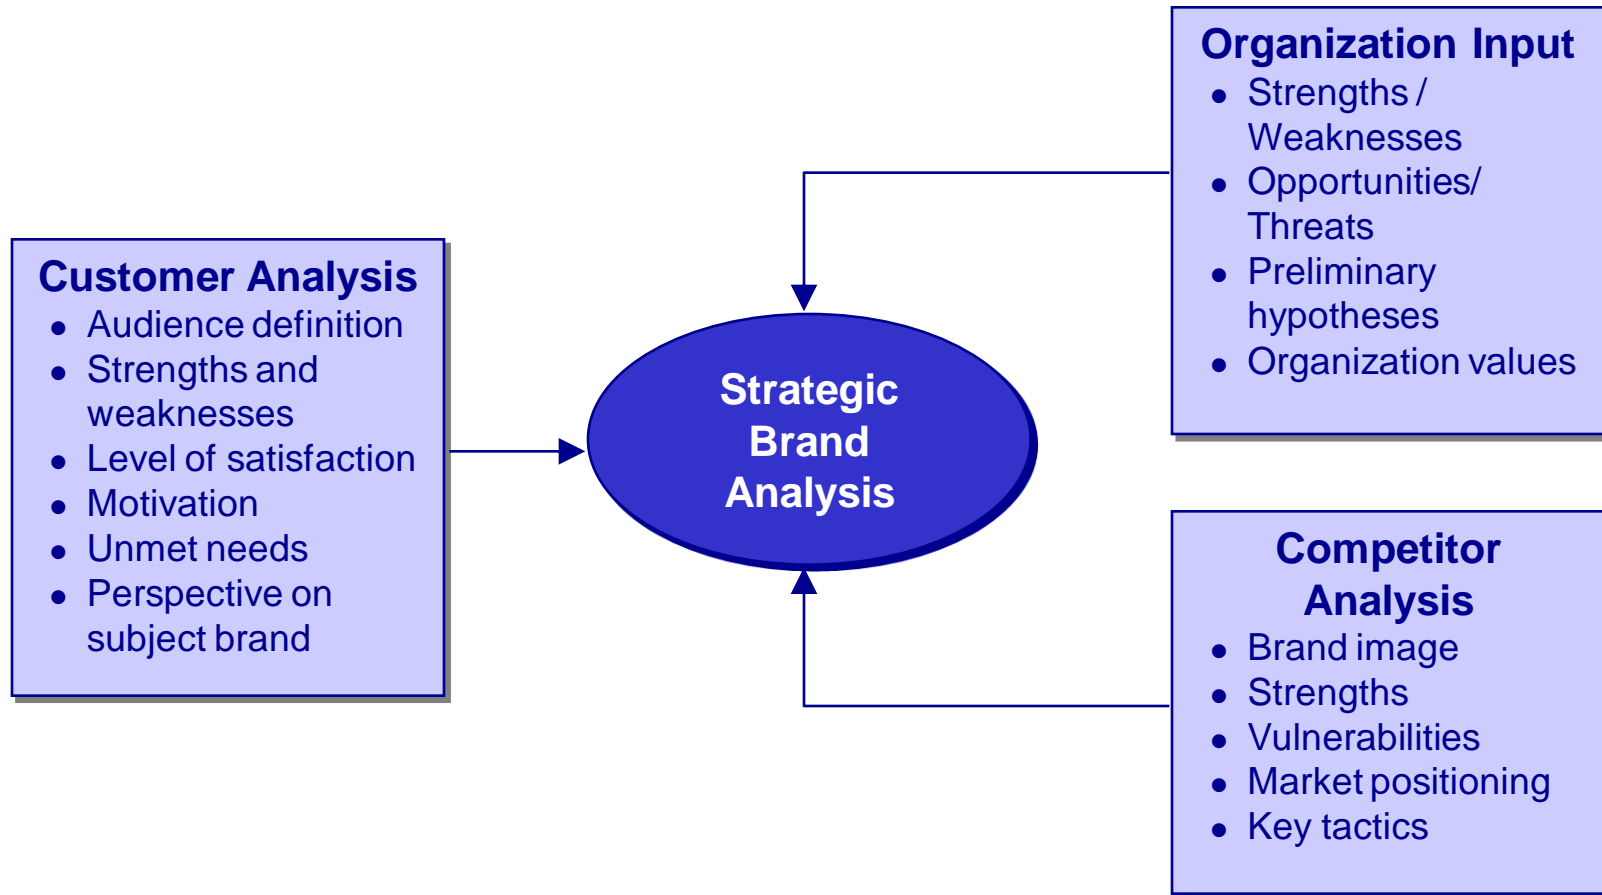 Organization Input
● Strengths /
Weaknesses
● Opportunities/
Threats
● Preliminary
hypotheses
● Organization values
Customer Analysis
● Audience definition
● Strengths and
weaknesses
● Level of satisfaction
● Motivation
● Unmet needs
● Perspective on
subject brand
Strategic
Brand
Analysis
Competitor
Analysis
● Brand image
● Strengths
● Vulnerabilities
● Market positioning
● Key tactics